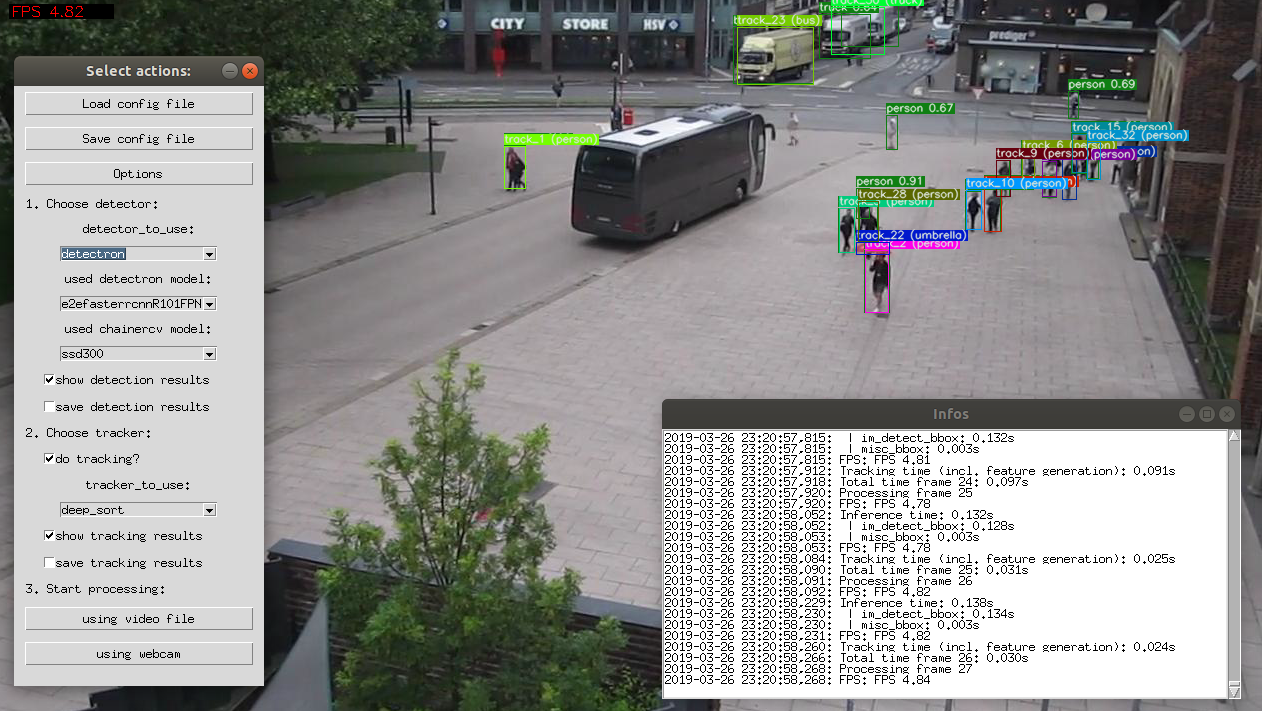 FPS 4.82
CITY STORE HSV
prediger
track_23 (bus)
track_30 (truck)
truck 0.84
person 0.69
person 0.67
track_1 (person)
track_15 (person)
track_32 (person)
track_6 (person)
track_9 (person)
(person)
track_10 (person)
person 0.91
track_28 (person)
(person)
track_22 (umbrella)
track_2 (person)
Select actions:
Load config file
Save config file
Options
1. Choose detector:
detector_to_use:
detectron
used detectron model:
e2efasterrcnnR101FPN
used chainercv model:
ssd300
show detection results
save detection results
2. Choose tracker:
do tracking?
tracker_to_use:
deep_sort
show tracking results
save tracking results
3. Start processing:
using video file
using webcam
Infos
2019-03-26 23:20:57,815:  | im_detect_bbox: 0.132s
2019-03-26 23:20:57,815:  | misc_bbox: 0.003s
2019-03-26 23:20:57,815: FPS: FPS 4.81
2019-03-26 23:20:57,912: Tracking time (incl. feature generation): 0.091s
2019-03-26 23:20:57,918: Total time frame 24: 0.097s
2019-03-26 23:20:57,920: Processing frame 25
2019-03-26 23:20:57,920: FPS: FPS 4.78
2019-03-26 23:20:58,052: Inference time: 0.132s
2019-03-26 23:20:58,052:  | im_detect_bbox: 0.128s
2019-03-26 23:20:58,053:  | misc_bbox: 0.003s
2019-03-26 23:20:58,053: FPS: FPS 4.78
2019-03-26 23:20:58,084: Tracking time (incl. feature generation): 0.025s
2019-03-26 23:20:58,090: Total time frame 25: 0.031s
2019-03-26 23:20:58,091: Processing frame 26
2019-03-26 23:20:58,092: FPS: FPS 4.82
2019-03-26 23:20:58,229: Inference time: 0.138s
2019-03-26 23:20:58,230:  | im_detect_bbox: 0.134s
2019-03-26 23:20:58,230:  | misc_bbox: 0.003s
2019-03-26 23:20:58,231: FPS: FPS 4.82
2019-03-26 23:20:58,260: Tracking time (incl. feature generation): 0.024s
2019-03-26 23:20:58,266: Total time frame 26: 0.030s
2019-03-26 23:20:58,268: Processing frame 27
2019-03-26 23:20:58,268: FPS: FPS 4.84